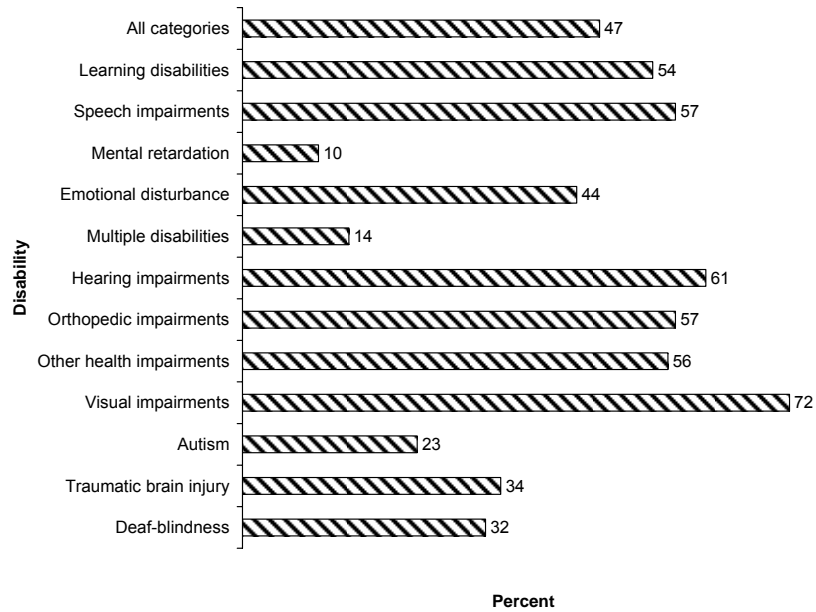 All categories 47
Learning disabilities 54
Speech impairments 57
Mental retardation 10
Emotional disturbance 44
Multiple disabilities 14
Hearing impairments 61
Orthopedic impairments 57
Other health impairments 56
Visual impairments 72
Autism 23
Traumatic brain injury 34
Deaf-blindness 32
Disability
Percent